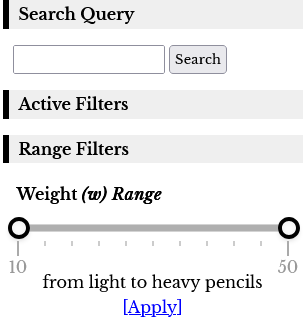 Search Query
Search
Active Filters
Range Filters
Weight (w) Range
10 50
from light to heavy pencils
[Apply]